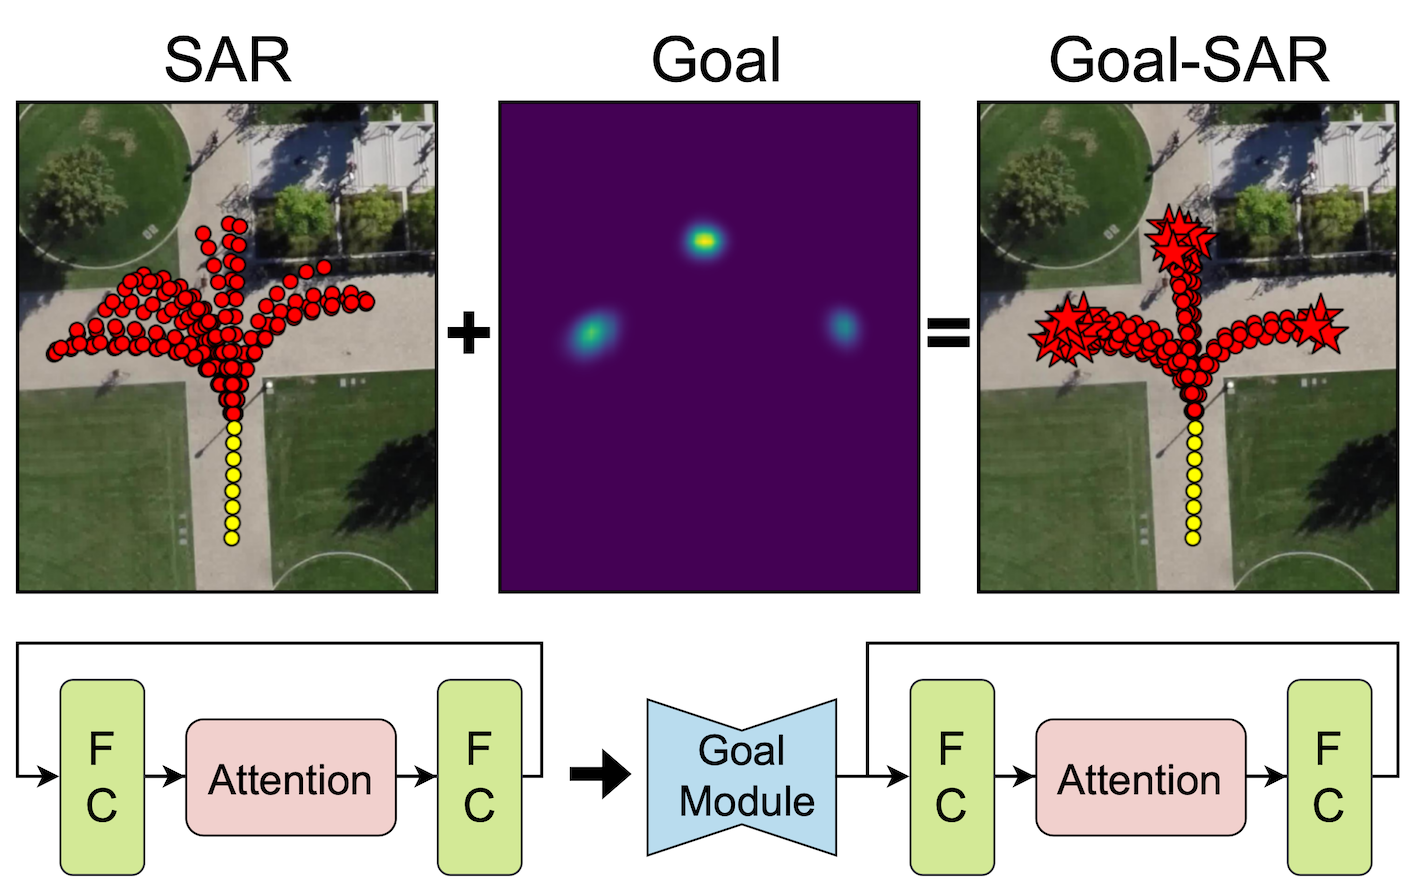 SAR
Goal
Goal-SAR
+
=
F
C
Attention
F
C
Goal
Module
F
C
Attention
F
C